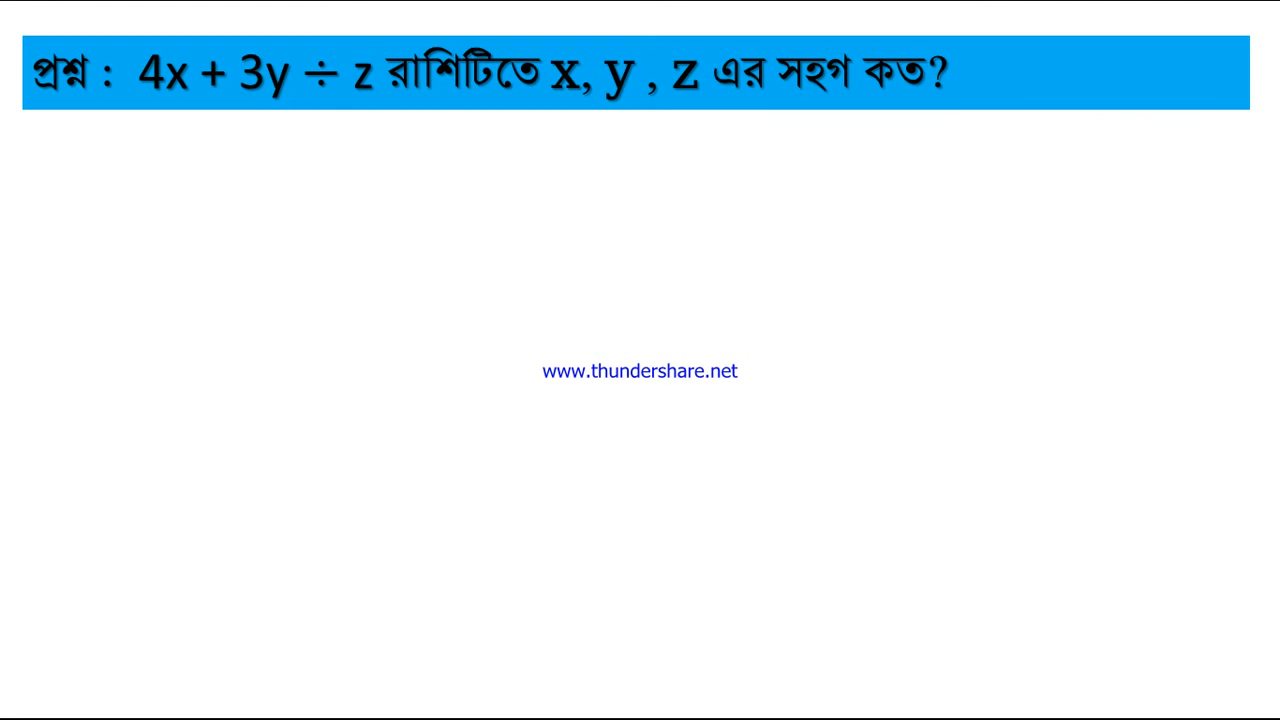 প্রশ্ন : 4x + 3y ÷ z রাশিটিতে x, y , z এর সহগ কত?
www.thundershare.net